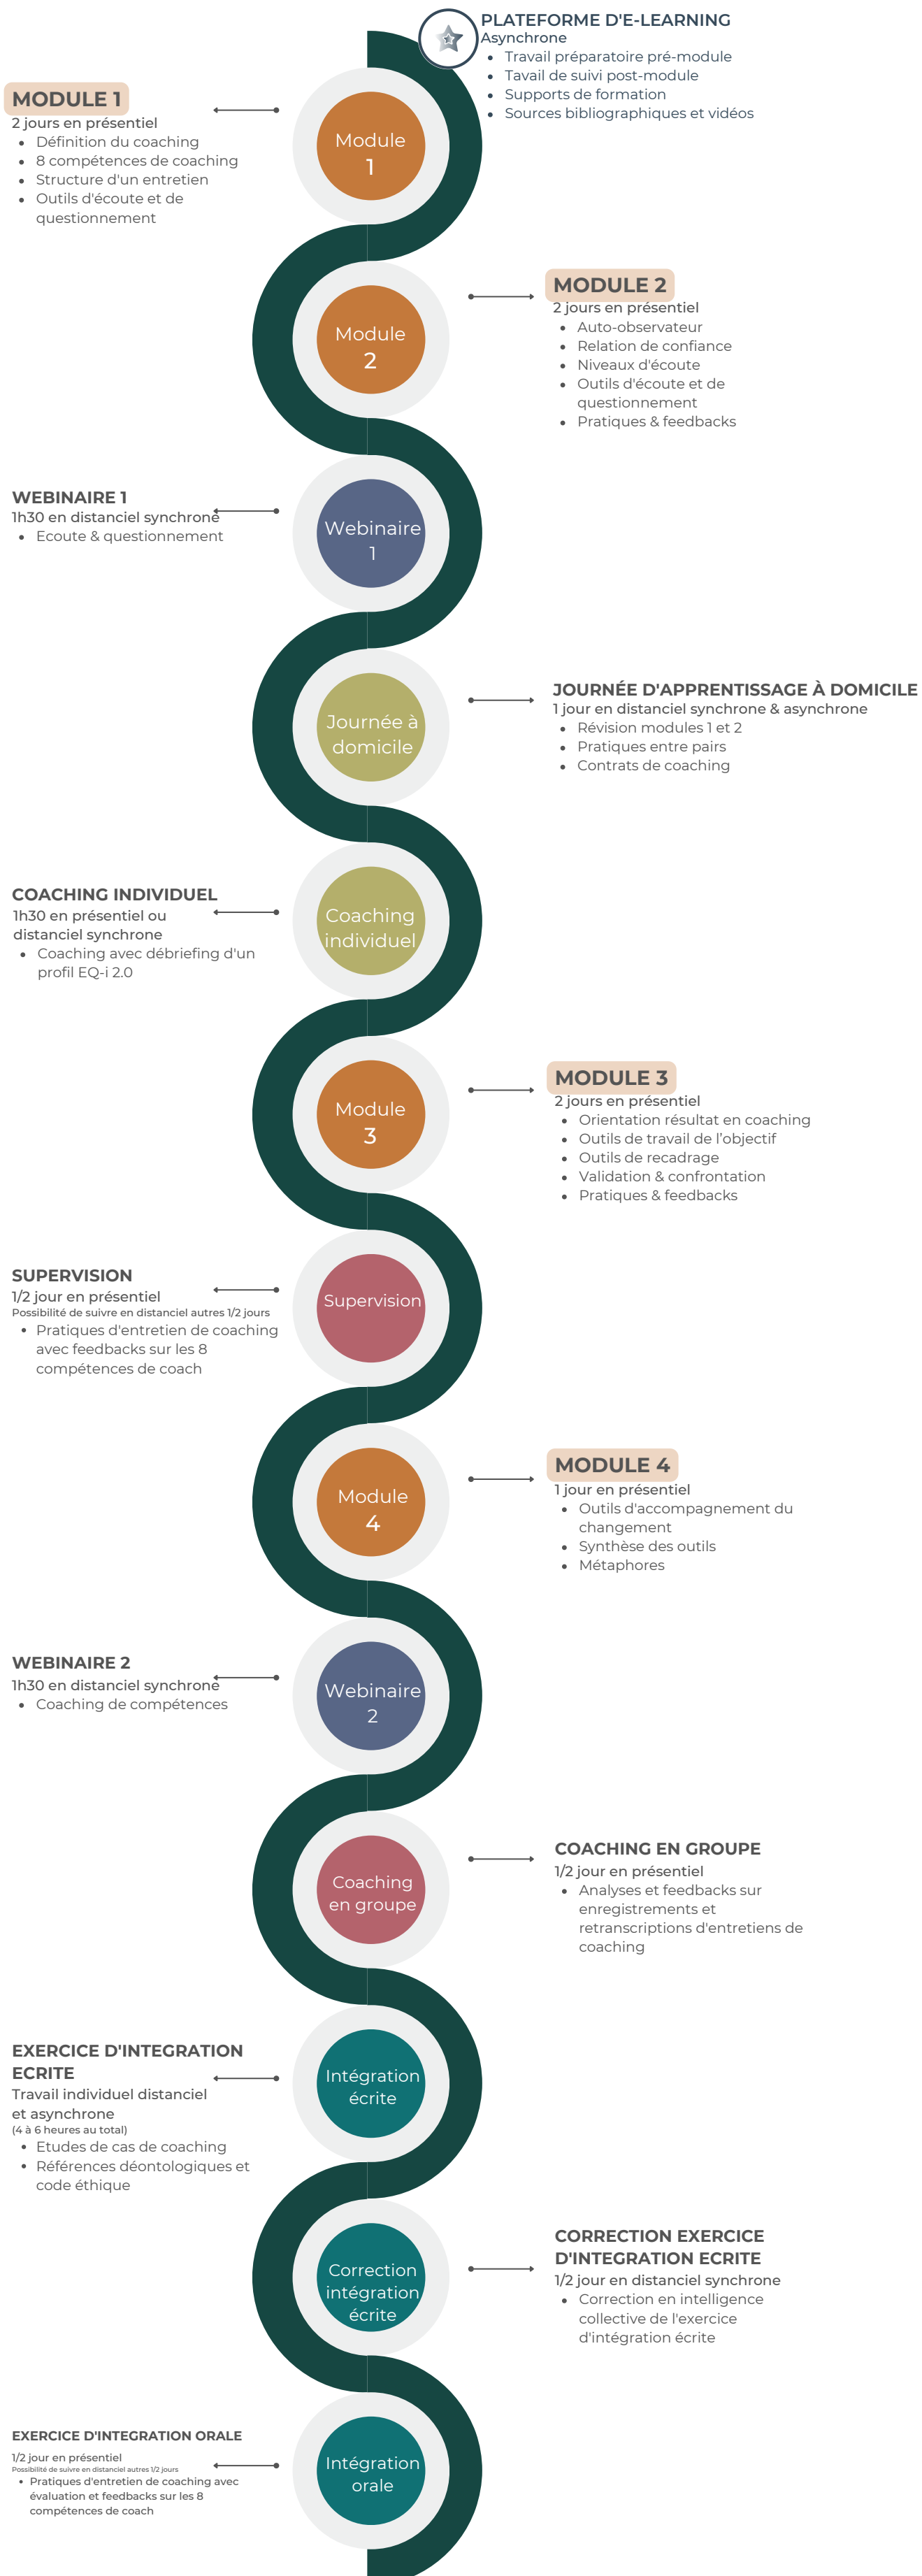 PLATEFORME D'E-LEARNING
Asynchrone
• Travail préparatoire pré-module
• Tavail de suivi post-module
• Supports de formation
• Sources bibliographiques et vidéos
MODULE 1
2 jours en présentiel
• Définition du coaching
• 8 compétences de coaching
• Structure d'un entretien
• Outils d'écoute et de
questionnement
Module
1
MODULE 2
2 jours en présentiel
• Auto-observateur
• Relation de confiance
• Niveaux d'écoute
• Outils d'écoute et de
questionnement
• Pratiques & feedbacks
Module
2
WEBINAIRE 1
1h30 en distanciel synchrone
• Ecoute & questionnement
Webinaire
1
JOURNÉE D'APPRENTISSAGE À DOMICILE
1 jour en distanciel synchrone & asynchrone
• Révision modules 1 et 2
• Pratiques entre pairs
• Contrats de coaching
Journée à
domicile
COACHING INDIVIDUEL
1h30 en présentiel ou
distanciel synchrone
• Coaching avec débriefing d'un
profil EQ-i 2.0
Coaching
individuel
MODULE 3
2 jours en présentiel
• Orientation résultat en coaching
• Outils de travail de l’objectif
• Outils de recadrage
• Validation & confrontation
• Pratiques & feedbacks
Module
3
SUPERVISION
1/2 jour en présentiel
Possibilité de suivre en distanciel autres 1/2 jours
• Pratiques d'entretien de coaching
avec feedbacks sur les 8
compétences de coach
Supervision
MODULE 4
1 jour en présentiel
• Outils d'accompagnement du
changement
• Synthèse des outils
• Métaphores
Module
4
WEBINAIRE 2
1h30 en distanciel synchrone
• Coaching de compétences
Webinaire
2
COACHING EN GROUPE
1/2 jour en présentiel
• Analyses et feedbacks sur
enregistrements et
retranscriptions d'entretiens de
coaching
Coaching
en groupe
EXERCICE D'INTEGRATION
ECRITE
Travail individuel distanciel
et asynchrone
(4 à 6 heures au total)
• Etudes de cas de coaching
• Références déontologiques et
code éthique
Intégration
écrite
CORRECTION EXERCICE
D'INTEGRATION ECRITE
1/2 jour en distanciel synchrone
• Correction en intelligence
collective de l'exercice
d'intégration écrite
Correction
intégration
écrite
EXERCICE D'INTEGRATION ORALE
1/2 jour en présentiel
Possibilité de suivre en distanciel autres 1/2 jours
• Pratiques d'entretien de coaching avec
évaluation et feedbacks sur les 8
compétences de coach
Intégration
orale